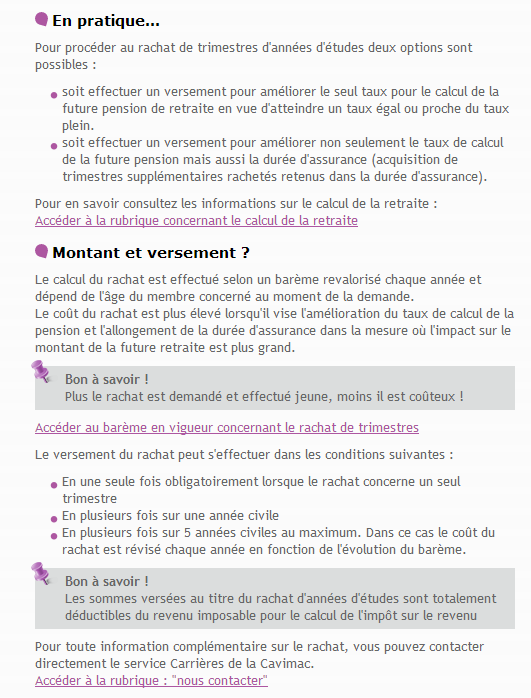 En pratique...
Pour procéder au rachat de trimestres d'années d'études deux options sont
possibles :
soit effectuer un versement pour améliorer le seul taux pour le calcul de la
future pension de retraite en vue d'atteindre un taux égal ou proche du taux
plein.
soit effectuer un versement pour améliorer non seulement le taux de calcul
de la future pension mais aussi la durée d'assurance (acquisition de
trimestres supplémentaires rachetés retenus dans la durée d'assurance).
Pour en savoir consultez les informations sur le calcul de la retraite :
Accéder à la rubrique concernant le calcul de la retraite
Montant et versement ?
Le calcul du rachat est effectué selon un barème revalorisé chaque année et
dépend de l'âge du membre concerné au moment de la demande.
Le coût du rachat est plus élevé lorsqu'il vise l'amélioration du taux de calcul de la
pension et l'allongement de la durée d'assurance dans la mesure où l'impact sur le
montant de la future retraite est plus grand.
Bon à savoir !
Plus le rachat est demandé et effectué jeune, moins il est coûteux !
Accéder au barème en vigueur concernant le rachat de trimestres
Le versement du rachat peut s'effectuer dans les conditions suivantes :
En une seule fois obligatoirement lorsque le rachat concerne un seul
trimestre
En plusieurs fois sur une année civile
En plusieurs fois sur 5 années civiles au maximum. Dans ce cas le coût du
rachat est révisé chaque année en fonction de l'évolution du barème.
Bon à savoir !
Les sommes versées au titre du rachat d'années d'études sont totalement
déductibles du revenu imposable pour le calcul de l'impôt sur le revenu
Pour toute information complémentaire sur le rachat, vous pouvez contacter
directement le service Carrières de la Cavimac.
Accéder à la rubrique : "nous contacter"